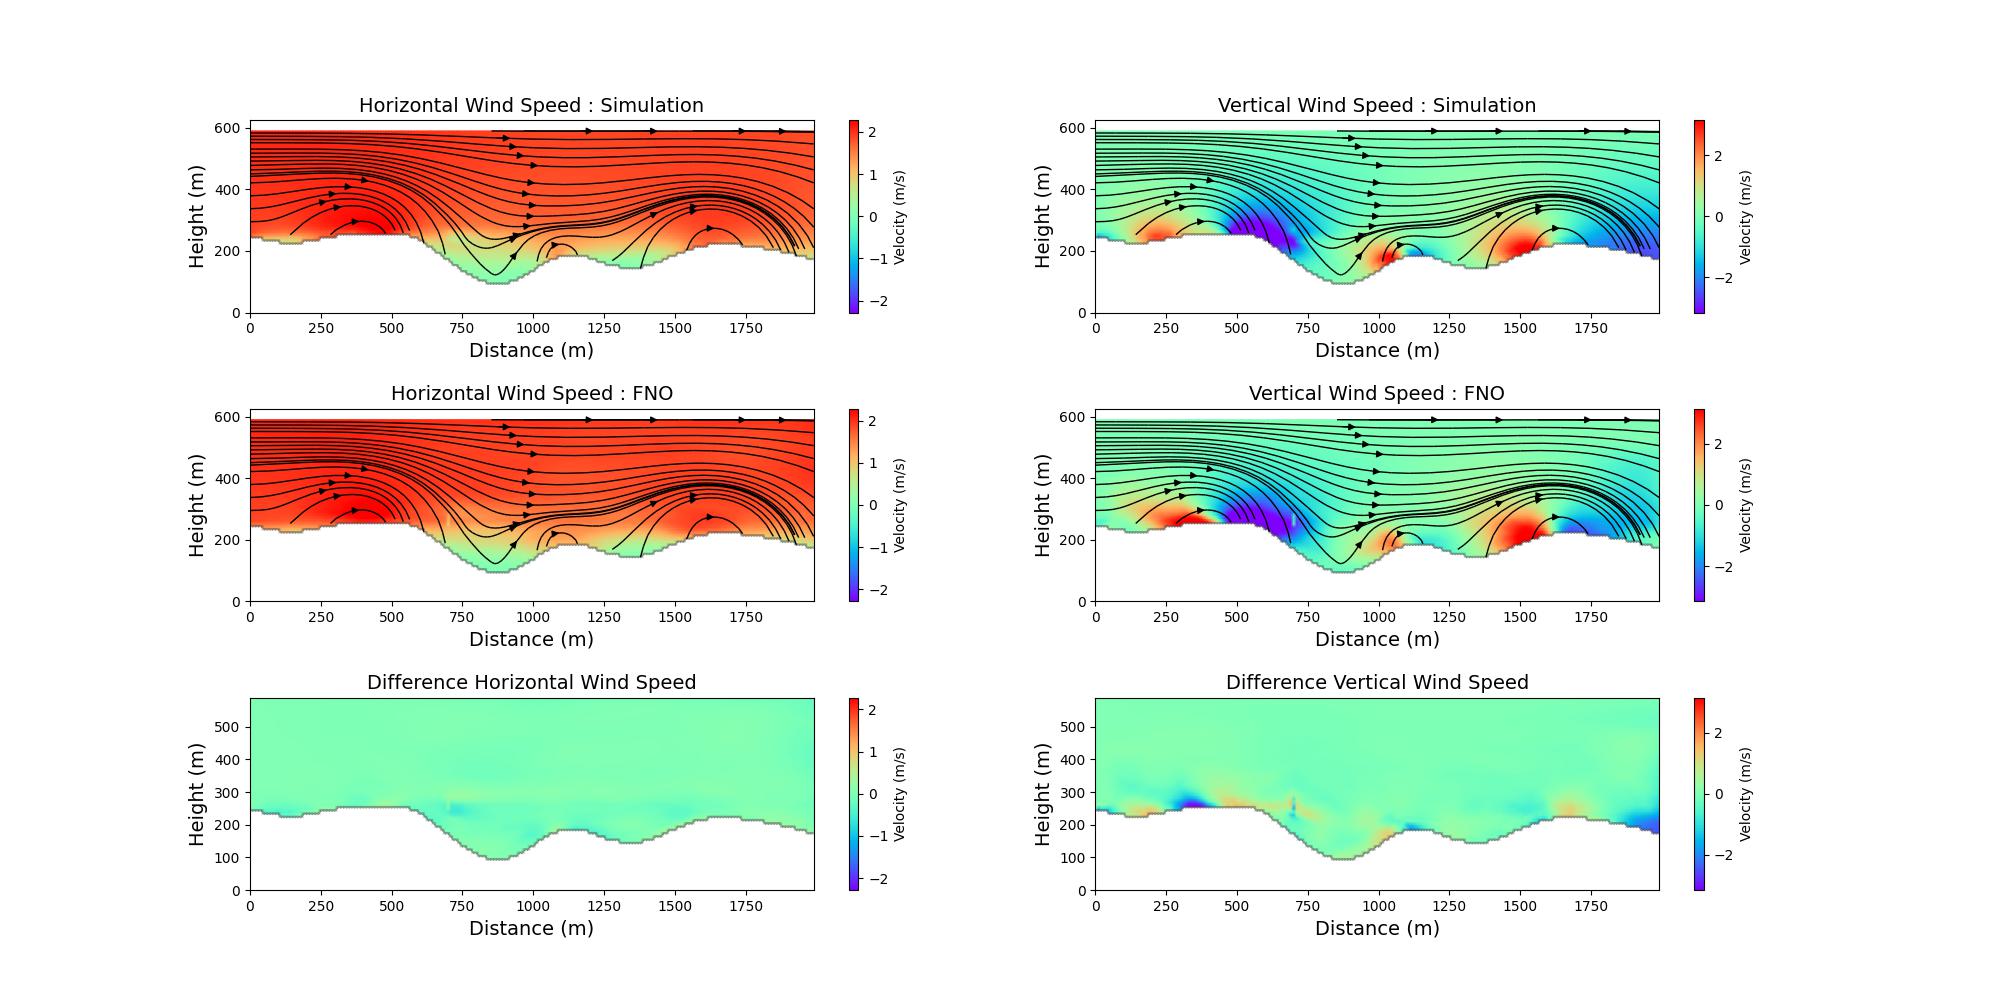 Horizontal Wind Speed : Simulation
600
400
200
0
Height (m)
0 250 500 750 1000 1250 1500 1750
Distance (m)
2
1
0
−1
−2
Velocity (m/s)
Vertical Wind Speed : Simulation
600
400
200
0
Height (m)
0 250 500 750 1000 1250 1500 1750
Distance (m)
2
0
−2
Velocity (m/s)
Horizontal Wind Speed : FNO
600
400
200
0
Height (m)
0 250 500 750 1000 1250 1500 1750
Distance (m)
2
1
0
−1
−2
Velocity (m/s)
Vertical Wind Speed : FNO
600
400
200
0
Height (m)
0 250 500 750 1000 1250 1500 1750
Distance (m)
2
0
−2
Velocity (m/s)
Difference Horizontal Wind Speed
500
400
300
200
100
0
Height (m)
0 250 500 750 1000 1250 1500 1750
Distance (m)
2
1
0
−1
−2
Velocity (m/s)
Difference Vertical Wind Speed
500
400
300
200
100
0
Height (m)
0 250 500 750 1000 1250 1500 1750
Distance (m)
2
0
−2
Velocity (m/s)